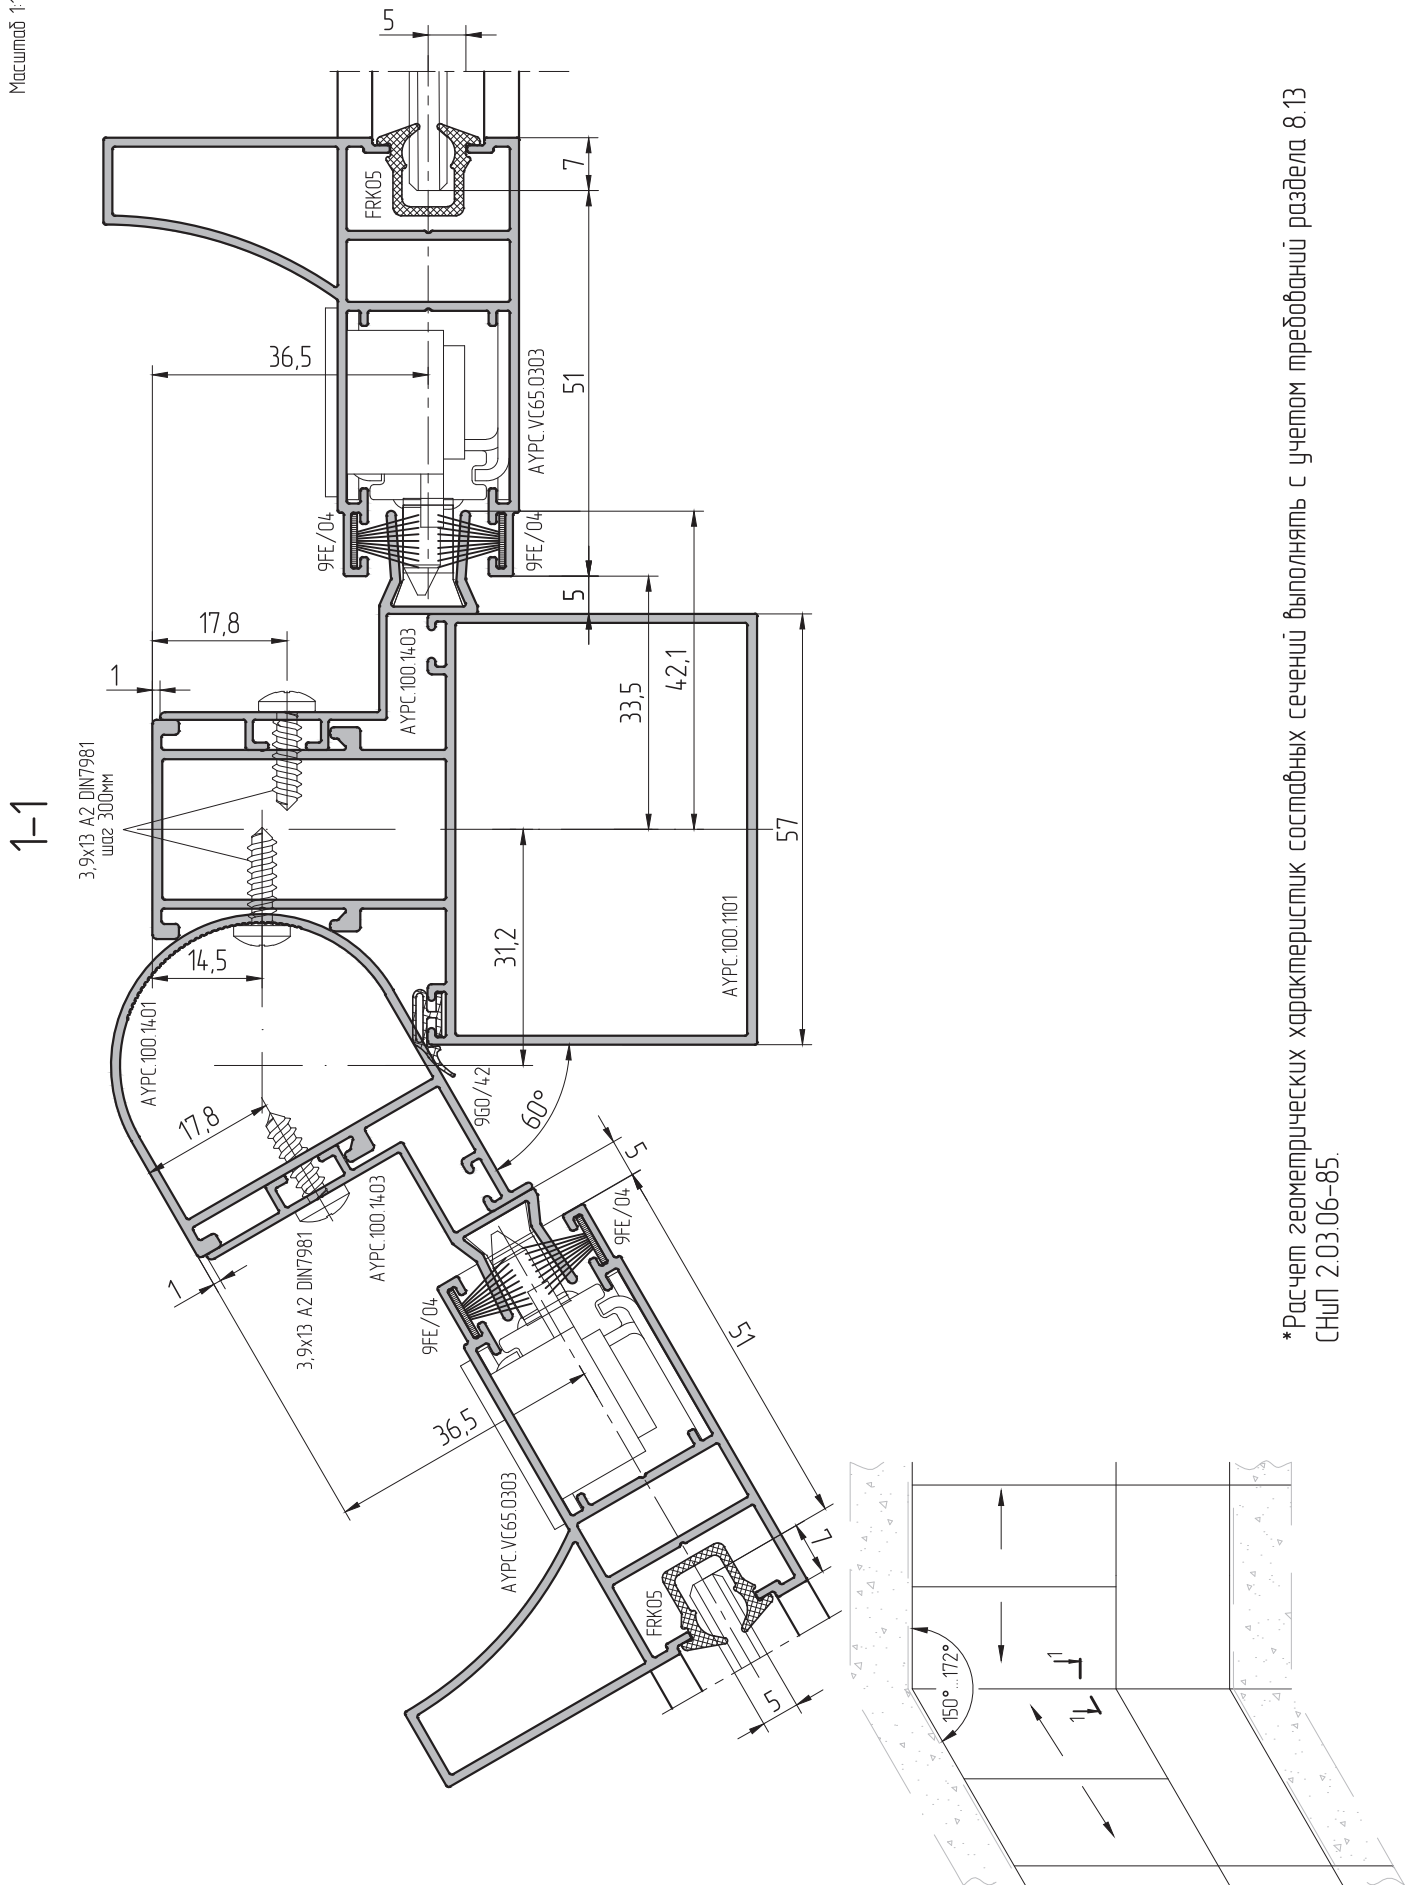 Масштаб 1:
1-1
5
7
FRK05
36,5
51
AYPC.VC65.0303
9FE/04
9FE/04
5
17,8
1
AYPC.100.1403
33,5
42,1
3,9x13 A2 DIN7981
шаг 300мм
57
31,2
14,5
AYPC.100.1101
AYPC.100.1401
9G0/42
60°
17,8
AYPC.100.1403
3,9x13 A2 DIN7981
1
5
9FE/04
9FE/04
51
36,5
AYPC.VC65.0303
7
FRK05
5
150°...172°
1
1
*Расчет геометрических характеристик составных сечений выполнять с учетом требований раздела 8.13
СНиП 2.03.06-85.